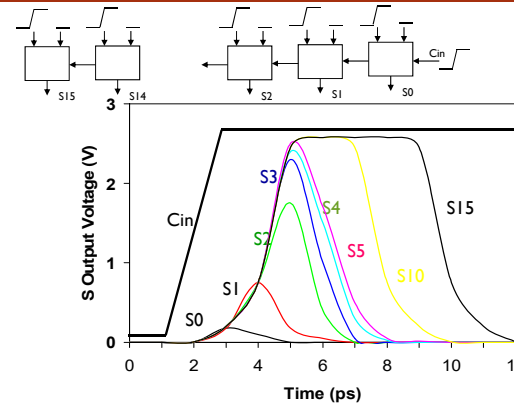 Cin
S15
S14
S2
S1
S0
3
2
1
0
S Output Voltage (V)
Cin
S0
S1
S2
S3
S4
S5
S10
S15
0
2
4
6
8
10
12
Time (ps)